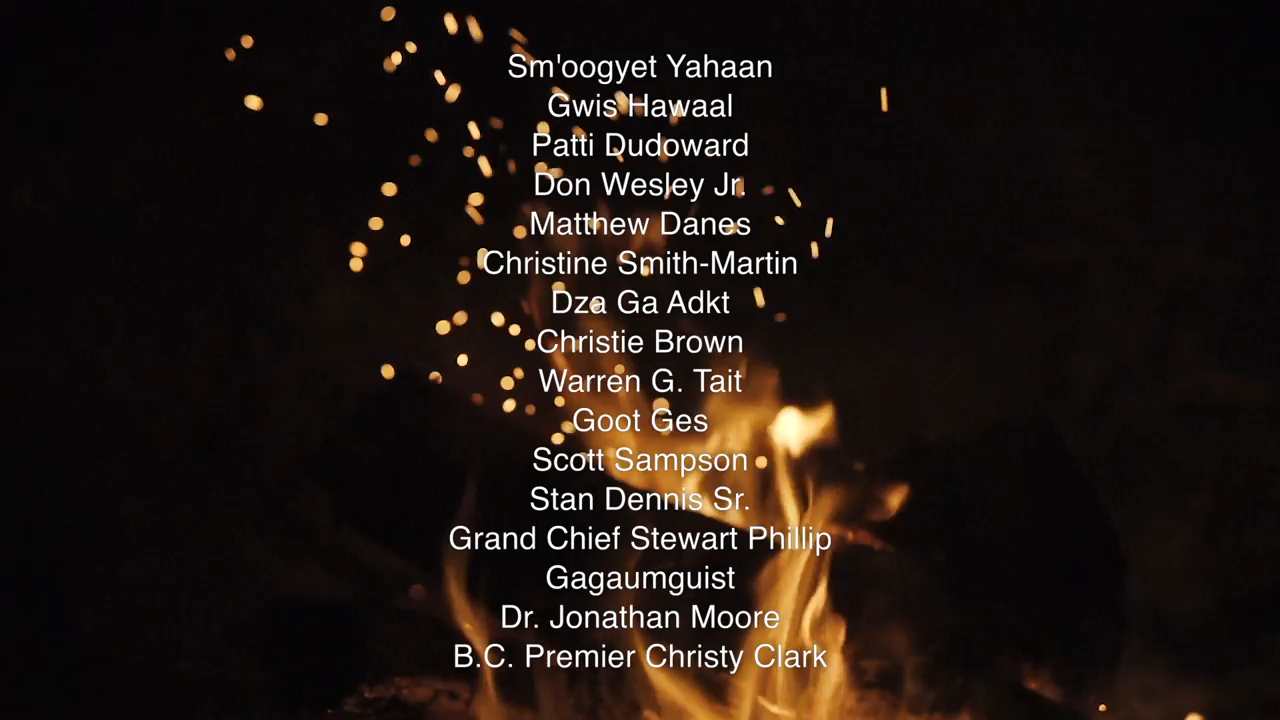 Sm'oogyet Yahaan
Gwis Hawaal
Patti Dudoward
Don Wesley Jr.
Matthew Danes
Christine Smith-Martin
Dza Ga Adkt
Christie Brown
Warren G. Tait
Goot Ges
Scott Sampson
Stan Dennis Sr.
Grand Chief Stewart Phillip
Gagaumguist
Dr. Jonathan Moore
B.C. Premier Christy Clark